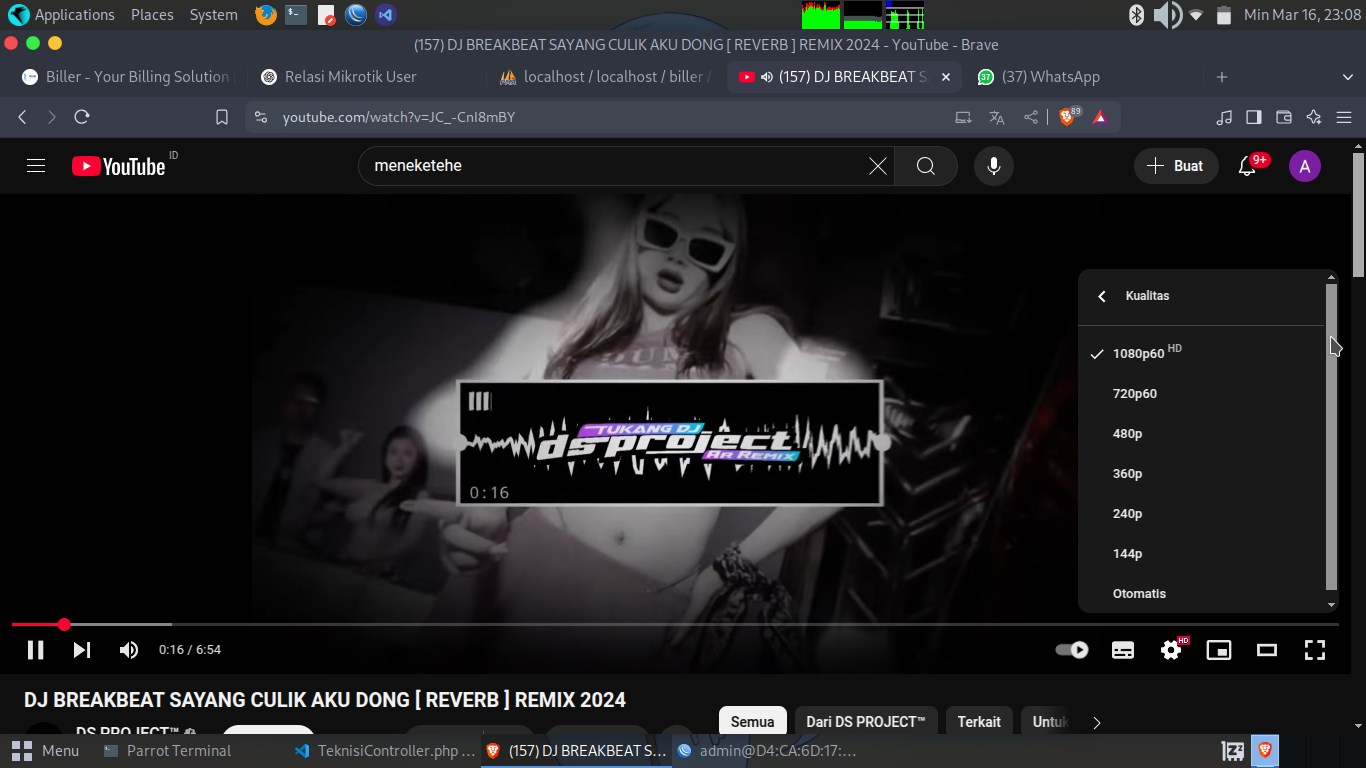 Applications Places System Min Mar 16, 23:08
(157) DJ BREAKBEAT SAYANG CULIK AKU DONG [ REVERB ] REMIX 2024 - YouTube - Brave
Biller - Your Billing Solution Relasi Mikrotik User localhost / localhost / biller / (157) DJ BREAKBEAT S (37) WhatsApp
youtube.com/watch?v=JC_-CnI8mBY 89
YouTube ID meneketehe Buat 9+ A
Kualitas
1080p60 HD
720p60
480p
360p
240p
144p
Otomatis
TUKANG DJ
ds project
AR REMIX
0:16
0:16 / 6:54 HD
DJ BREAKBEAT SAYANG CULIK AKU DONG [ REVERB ] REMIX 2024
DS PROJECT™ Semua Dari DS PROJECT™ Terkait Untuk
Menu Parrot Terminal TeknisiController.php ... (157) DJ BREAKBEAT S... admin@D4:CA:6D:17:...